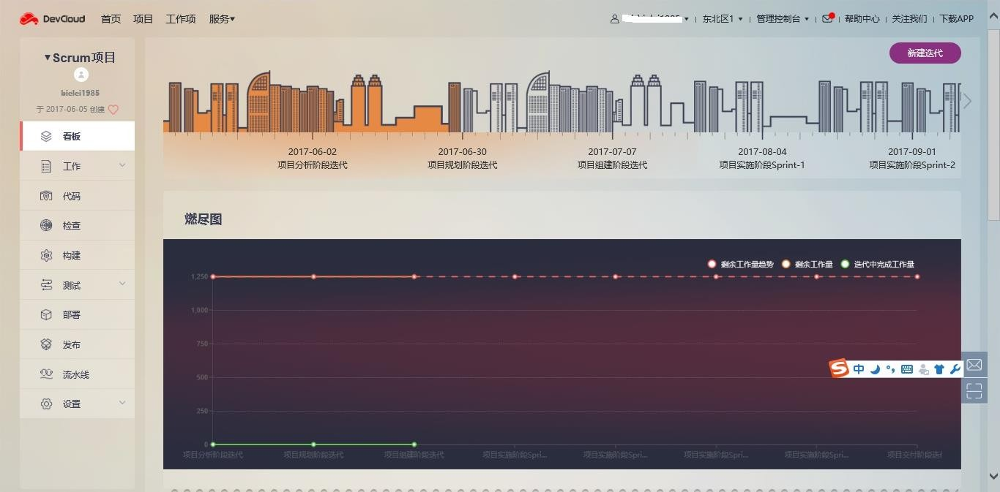 DevCloud 首页 项目 工作项 服务▾
东北区1 ▾ 管理控制台 ▾ 帮助中心 关注我们 下载APP
▾Scrum项目
bielei1985
于 2017-06-05 创建
看板
工作
代码
检查
构建
测试
部署
发布
流水线
设置
新建迭代
2017-06-02
项目分析阶段迭代
2017-06-30
项目规划阶段迭代
2017-07-07
项目组建阶段迭代
2017-08-04
项目实施阶段Sprint-1
2017-09-01
项目实施阶段Sprint-2
燃尽图
剩余工作量趋势 剩余工作量 迭代中完成工作量
1,250
1,000
750
500
250
0
项目分析阶段迭代 项目规划阶段迭代 项目组建阶段迭代 项目实施阶段Spri... 项目实施阶段Spri... 项目实施阶段Spri... 项目实施阶段Spri... 项目交付阶段迭
S中